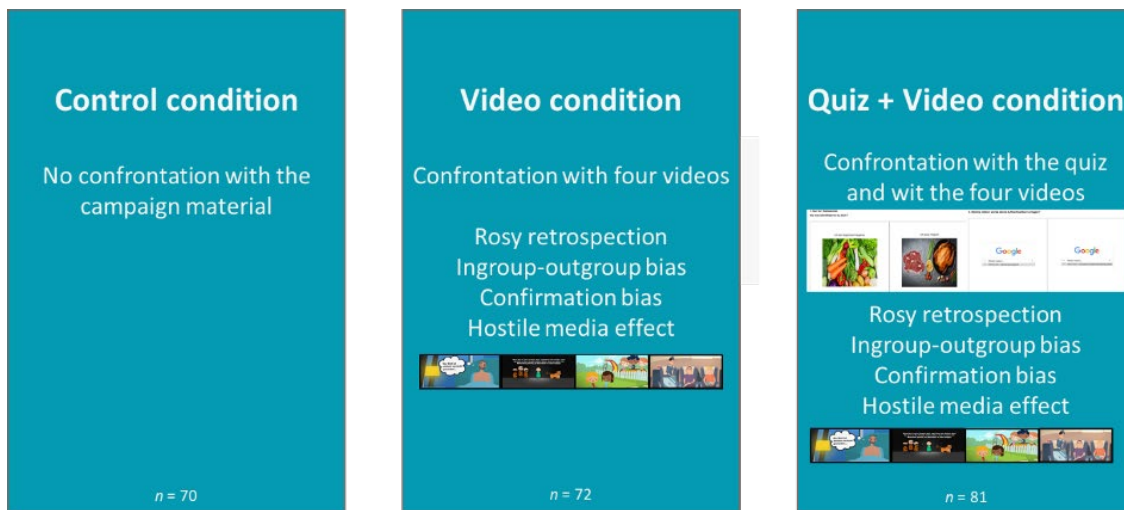 Control condition
No confrontation with the
campaign material
n = 70
Video condition
Confrontation with four videos
Rosy retrospection
Ingroup-outgroup bias
Confirmation bias
Hostile media effect
n = 72
Quiz + Video condition
Confrontation with the quiz
and wit the four videos
Google
Google
Rosy retrospection
Ingroup-outgroup bias
Confirmation bias
Hostile media effect
n = 81